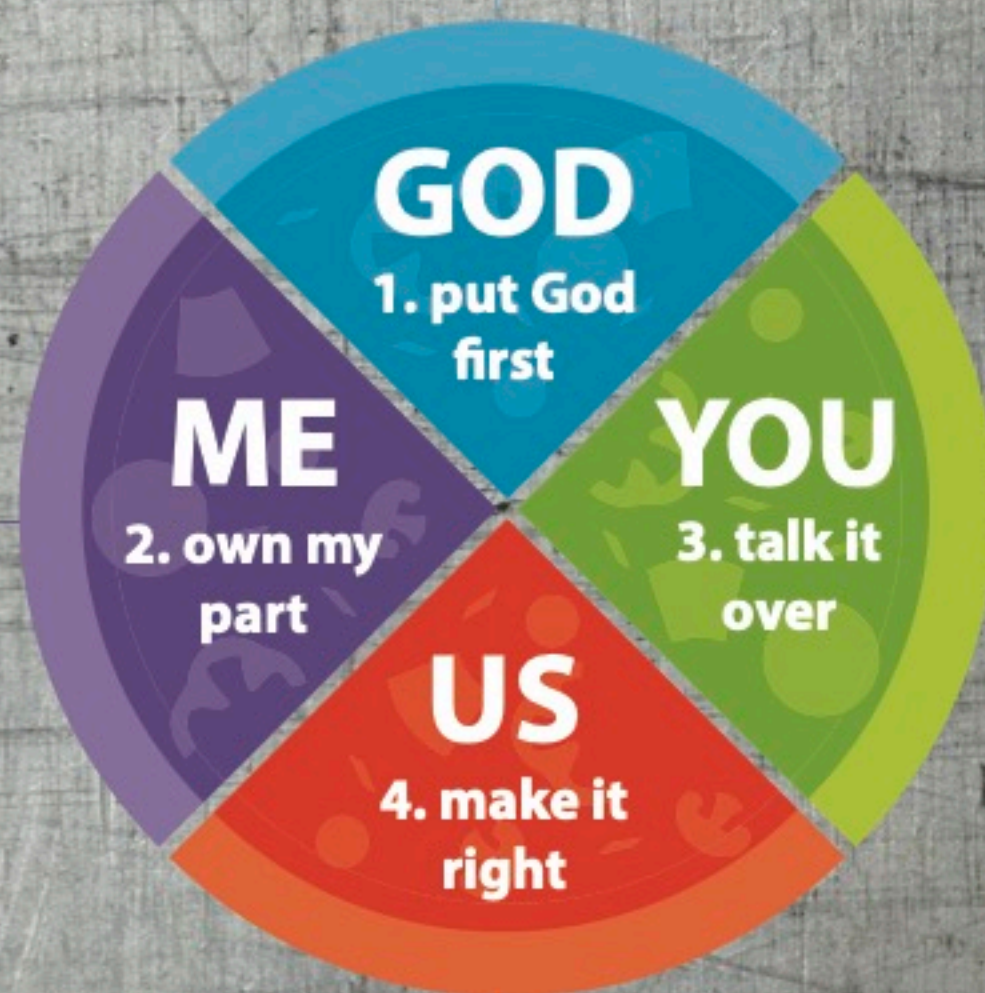 GOD
1. put God
first
ME
2. own my
part
YOU
3. talk it
over
US
4. make it
right